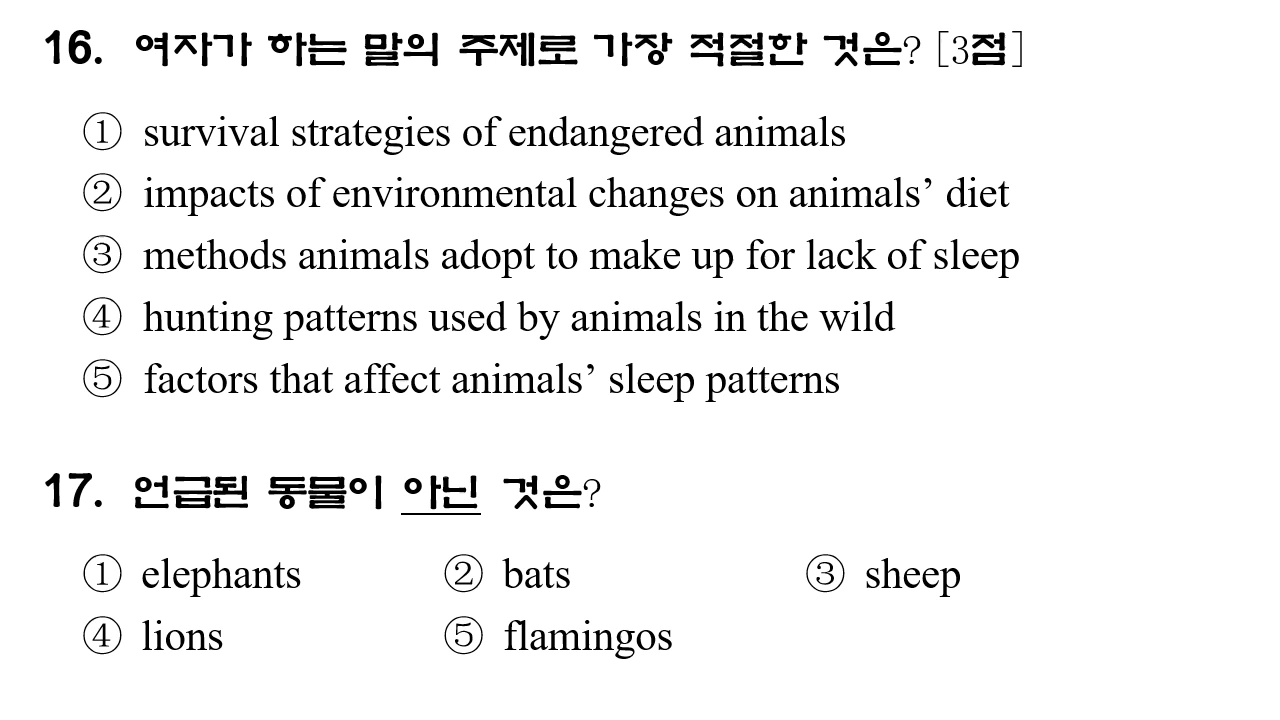 16. 여자가 하는 말의 주제로 가장 적절한 것은? [3점]
① survival strategies of endangered animals
② impacts of environmental changes on animals’ diet
③ methods animals adopt to make up for lack of sleep
④ hunting patterns used by animals in the wild
⑤ factors that affect animals’ sleep patterns
17. 언급된 동물이 아닌 것은?
① elephants ② bats ③ sheep
④ lions ⑤ flamingos